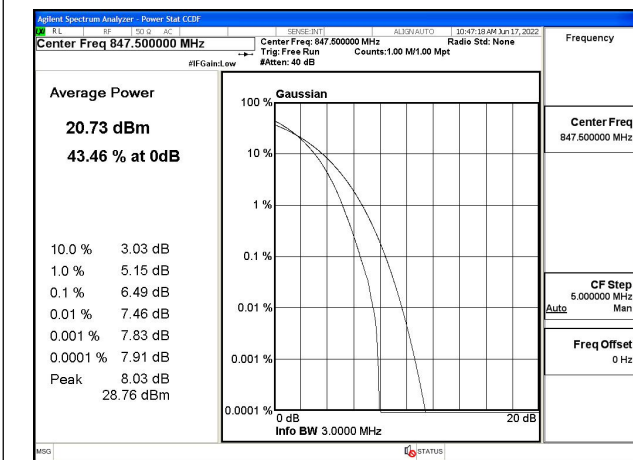 Agilent Spectrum Analyzer - Power Stat CCDF
RL RF 50 Ω AC SENSE:INT ALIGN AUTO 10:47:18 AM Jun 17, 2022
Center Freq 847.500000 MHz
Center Freq: 847.500000 MHz Radio Std: None
Trig: Free Run Counts:1.00 M/1.00 Mpt
#IFGain:Low #Atten: 40 dB
Frequency
Average Power
20.73 dBm
43.46 % at 0dB
10.0 % 3.03 dB
1.0 % 5.15 dB
0.1 % 6.49 dB
0.01 % 7.46 dB
0.001 % 7.83 dB
0.0001 % 7.91 dB
Peak 8.03 dB
28.76 dBm
Gaussian
100 %
10 %
1 %
0.1 %
0.01 %
0.001 %
0.0001 %
0 dB 20 dB
Info BW 3.0000 MHz
Center Freq
847.500000 MHz
CF Step
5.000000 MHz
Auto Man
Freq Offset
0 Hz
MSG STATUS